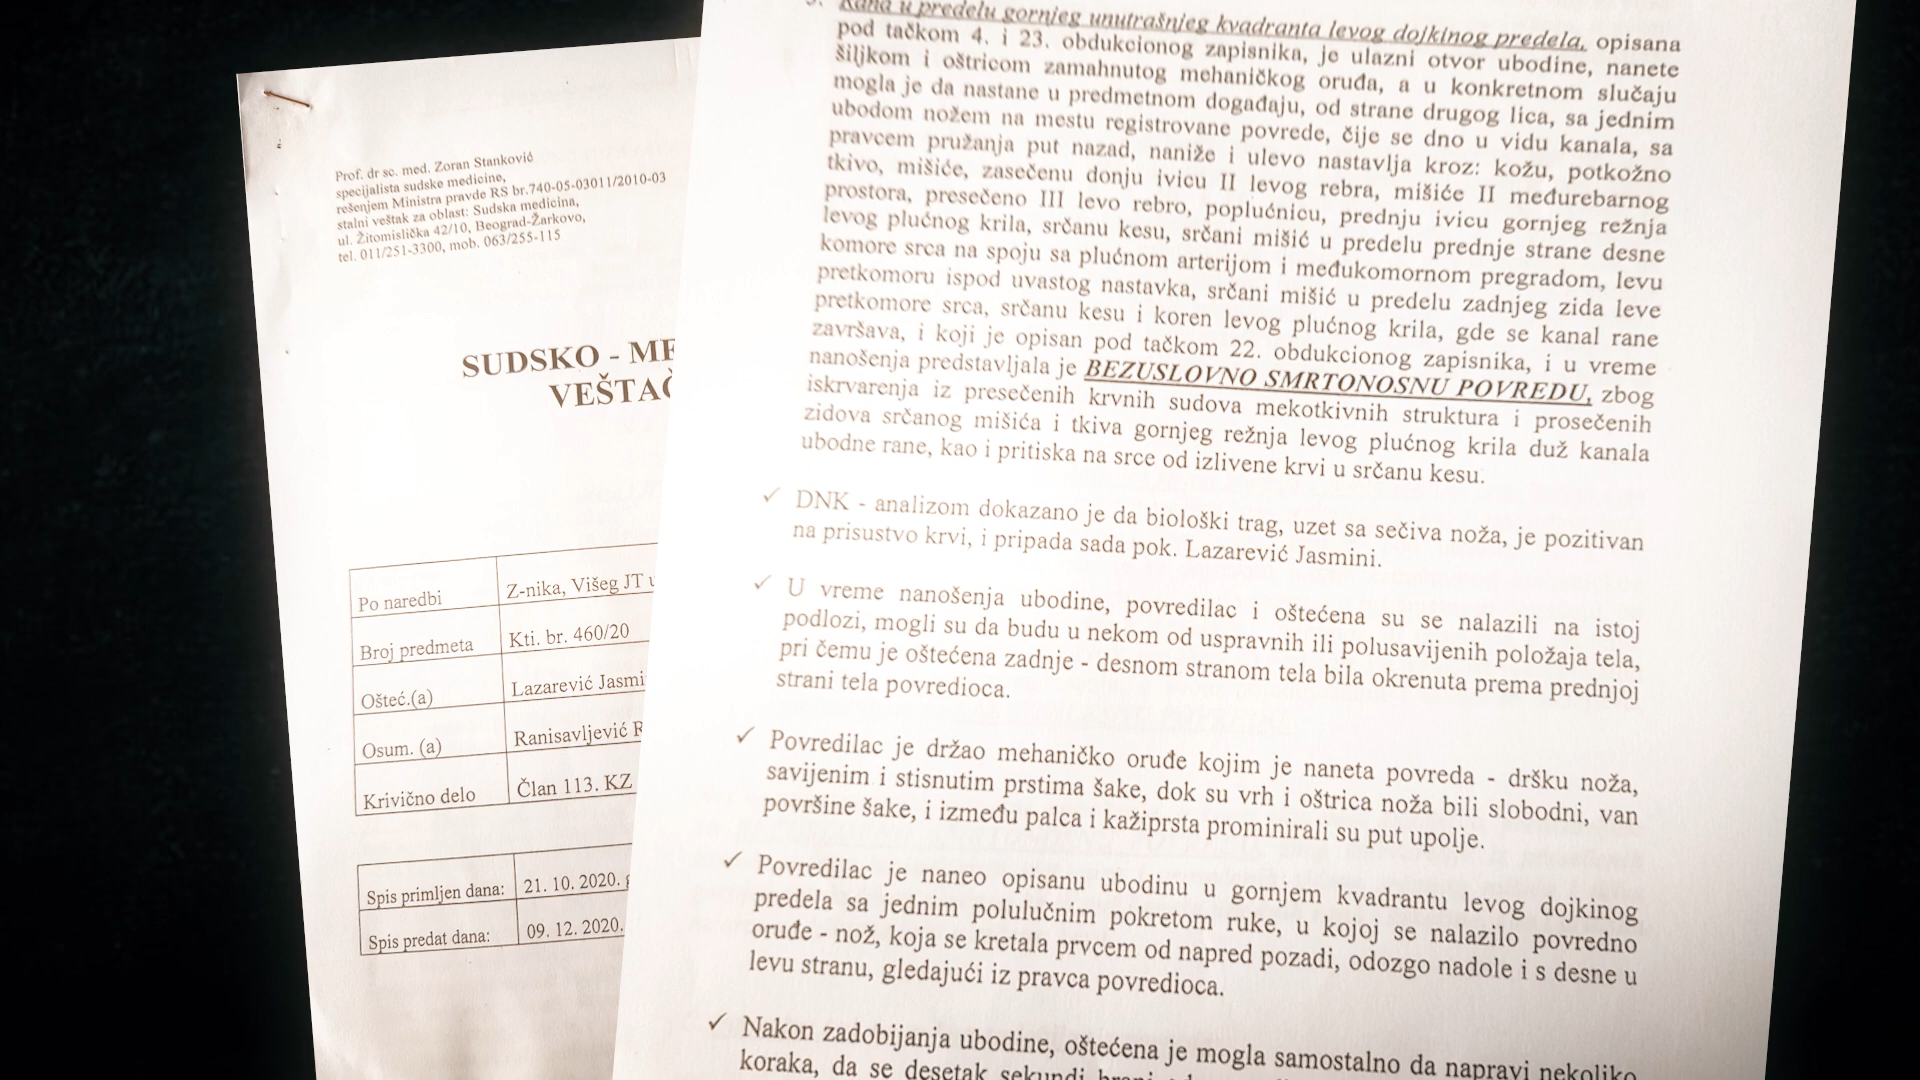 Prof. dr sc. med. Zoran Stanković
specijalista sudske medicine,
rešenjem Ministra pravde RS br.740-05-03011/2010-03
stalni veštak za oblast: Sudska medicina,
ul. Žitomislička 42/10, Beograd-Žarkovo,
tel. 011/251-3300, mob. 063/255-115
SUDSKO - ME
VEŠTAČ
Po naredbi Z-nika, Višeg JT u
Broj predmeta Kti. br. 460/20
Ošteć.(a) Lazarević Jasmi
Osum. (a) Ranisavljević R
Krivično delo Član 113. KZ
Spis primljen dana: 21. 10. 2020. g
Spis predat dana: 09. 12. 2020.
Rana u predelu gornjeg unutrašnjeg kvadranta levog dojkinog predela, opisana
pod tačkom 4. i 23. obdukcionog zapisnika, je ulazni otvor ubodine, nanete
šiljkom i oštricom zamahnutog mehaničkog oruđa, a u konkretnom slučaju
mogla je da nastane u predmetnom događaju, od strane drugog lica, sa jednim
ubodom nožem na mestu registrovane povrede, čije se dno u vidu kanala, sa
pravcem pružanja put nazad, naniže i ulevo nastavlja kroz: kožu, potkožno
tkivo, mišiće, zasečenu donju ivicu II levog rebra, mišiće II međurebarnog
prostora, presečeno III levo rebro, poplućnicu, prednju ivicu gornjeg režnja
levog plućnog krila, srčanu kesu, srčani mišić u predelu prednje strane desne
komore srca na spoju sa plućnom arterijom i međukomornom pregradom, levu
pretkomoru ispod uvastog nastavka, srčani mišić u predelu zadnjeg zida leve
pretkomore srca, srčanu kesu i koren levog plućnog krila, gde se kanal rane
završava, i koji je opisan pod tačkom 22. obdukcionog zapisnika, i u vreme
nanošenja predstavljala je BEZUSLOVNO SMRTONOSNU POVREDU, zbog
iskrvarenja iz presečenih krvnih sudova mekotkivnih struktura i prosečenih
zidova srčanog mišića i tkiva gornjeg režnja levog plućnog krila duž kanala
ubodne rane, kao i pritiska na srce od izlivene krvi u srčanu kesu.
✓ DNK - analizom dokazano je da biološki trag, uzet sa sečiva noža, je pozitivan
na prisustvo krvi, i pripada sada pok. Lazarević Jasmini.
✓ U vreme nanošenja ubodine, povredilac i oštećena su se nalazili na istoj
podlozi, mogli su da budu u nekom od uspravnih ili polusavijenih položaja tela,
pri čemu je oštećena zadnje - desnom stranom tela bila okrenuta prema prednjoj
strani tela povredioca.
✓ Povredilac je držao mehaničko oruđe kojim je naneta povreda - dršku noža,
savijenim i stisnutim prstima šake, dok su vrh i oštrica noža bili slobodni, van
površine šake, i između palca i kažiprsta prominirali su put upolje.
✓ Povredilac je naneo opisanu ubodinu u gornjem kvadrantu levog dojkinog
predela sa jednim polulučnim pokretom ruke, u kojoj se nalazilo povredno
oruđe - nož, koja se kretala prvcem od napred pozadi, odozgo nadole i s desne u
levu stranu, gledajući iz pravca povredioca.
✓ Nakon zadobijanja ubodine, oštećena je mogla samostalno da napravi nekoliko
koraka, da se desetak sekundi